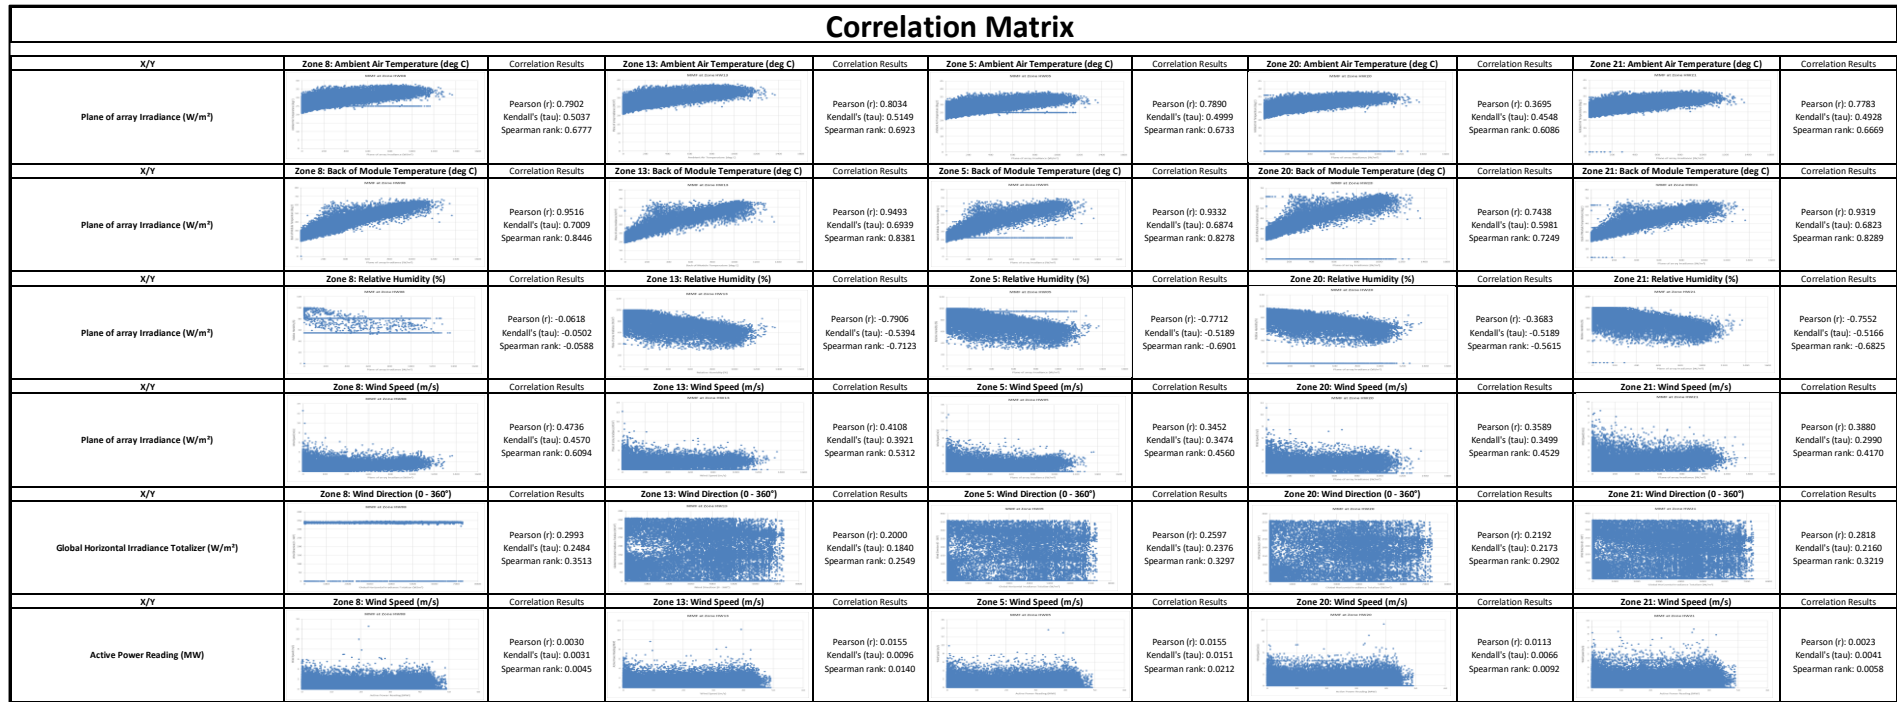 Correlation Matrix
X/Y Zone 8: Ambient Air Temperature (deg C) Correlation Results Zone 13: Ambient Air Temperature (deg C) Correlation Results Zone 5: Ambient Air Temperature (deg C) Correlation Results Zone 20: Ambient Air Temperature (deg C) Correlation Results Zone 21: Ambient Air Temperature (deg C) Correlation Results
Pearson (r): 0.7902 Pearson (r): 0.8034 Pearson (r): 0.7890 Pearson (r): 0.3695 Pearson (r): 0.7783
Plane of array Irradiance (W/m²) Kendall's (tau): 0.5037 Kendall's (tau): 0.5149 Kendall's (tau): 0.4999 Kendall's (tau): 0.4548 Kendall's (tau): 0.4928
Spearman rank: 0.6777 Spearman rank: 0.6923 Spearman rank: 0.6733 Spearman rank: 0.6086 Spearman rank: 0.6669
X/Y Zone 8: Back of Module Temperature (deg C) Correlation Results Zone 13: Back of Module Temperature (deg C) Correlation Results Zone 5: Back of Module Temperature (deg C) Correlation Results Zone 20: Back of Module Temperature (deg C) Correlation Results Zone 21: Back of Module Temperature (deg C) Correlation Results
Pearson (r): 0.9516 Pearson (r): 0.9493 Pearson (r): 0.9332 Pearson (r): 0.7438 Pearson (r): 0.9319
Plane of array Irradiance (W/m²) Kendall's (tau): 0.7009 Kendall's (tau): 0.6939 Kendall's (tau): 0.6874 Kendall's (tau): 0.5981 Kendall's (tau): 0.6823
Spearman rank: 0.8446 Spearman rank: 0.8381 Spearman rank: 0.8278 Spearman rank: 0.7249 Spearman rank: 0.8289
X/Y Zone 8: Relative Humidity (%) Correlation Results Zone 13: Relative Humidity (%) Correlation Results Zone 5: Relative Humidity (%) Correlation Results Zone 20: Relative Humidity (%) Correlation Results Zone 21: Relative Humidity (%) Correlation Results
Pearson (r): -0.0618 Pearson (r): -0.7906 Pearson (r): -0.7712 Pearson (r): -0.3683 Pearson (r): -0.7552
Plane of array Irradiance (W/m²) Kendall's (tau): -0.0502 Kendall's (tau): -0.5394 Kendall's (tau): -0.5189 Kendall's (tau): -0.5189 Kendall's (tau): -0.5166
Spearman rank: -0.0588 Spearman rank: -0.7123 Spearman rank: -0.6901 Spearman rank: -0.5615 Spearman rank: -0.6825
X/Y Zone 8: Wind Speed (m/s) Correlation Results Zone 13: Wind Speed (m/s) Correlation Results Zone 5: Wind Speed (m/s) Correlation Results Zone 20: Wind Speed (m/s) Correlation Results Zone 21: Wind Speed (m/s) Correlation Results
Pearson (r): 0.4736 Pearson (r): 0.4108 Pearson (r): 0.3452 Pearson (r): 0.3589 Pearson (r): 0.3880
Plane of array Irradiance (W/m²) Kendall's (tau): 0.4570 Kendall's (tau): 0.3921 Kendall's (tau): 0.3474 Kendall's (tau): 0.3499 Kendall's (tau): 0.2990
Spearman rank: 0.6094 Spearman rank: 0.5312 Spearman rank: 0.4560 Spearman rank: 0.4529 Spearman rank: 0.4170
X/Y Zone 8: Wind Direction (0 - 360°) Correlation Results Zone 13: Wind Direction (0 - 360°) Correlation Results Zone 5: Wind Direction (0 - 360°) Correlation Results Zone 20: Wind Direction (0 - 360°) Correlation Results Zone 21: Wind Direction (0 - 360°) Correlation Results
Pearson (r): 0.2993 Pearson (r): 0.2000 Pearson (r): 0.2597 Pearson (r): 0.2192 Pearson (r): 0.2818
Global Horizontal Irradiance Totalizer (W/m²) Kendall's (tau): 0.2484 Kendall's (tau): 0.1840 Kendall's (tau): 0.2376 Kendall's (tau): 0.2173 Kendall's (tau): 0.2160
Spearman rank: 0.3513 Spearman rank: 0.2549 Spearman rank: 0.3297 Spearman rank: 0.2902 Spearman rank: 0.3219
X/Y Zone 8: Wind Speed (m/s) Correlation Results Zone 13: Wind Speed (m/s) Correlation Results Zone 5: Wind Speed (m/s) Correlation Results Zone 20: Wind Speed (m/s) Correlation Results Zone 21: Wind Speed (m/s) Correlation Results
Pearson (r): 0.0030 Pearson (r): 0.0155 Pearson (r): 0.0155 Pearson (r): 0.0113 Pearson (r): 0.0023
Active Power Reading (MW) Kendall's (tau): 0.0031 Kendall's (tau): 0.0096 Kendall's (tau): 0.0151 Kendall's (tau): 0.0066 Kendall's (tau): 0.0041
Spearman rank: 0.0045 Spearman rank: 0.0140 Spearman rank: 0.0212 Spearman rank: 0.0092 Spearman rank: 0.0058